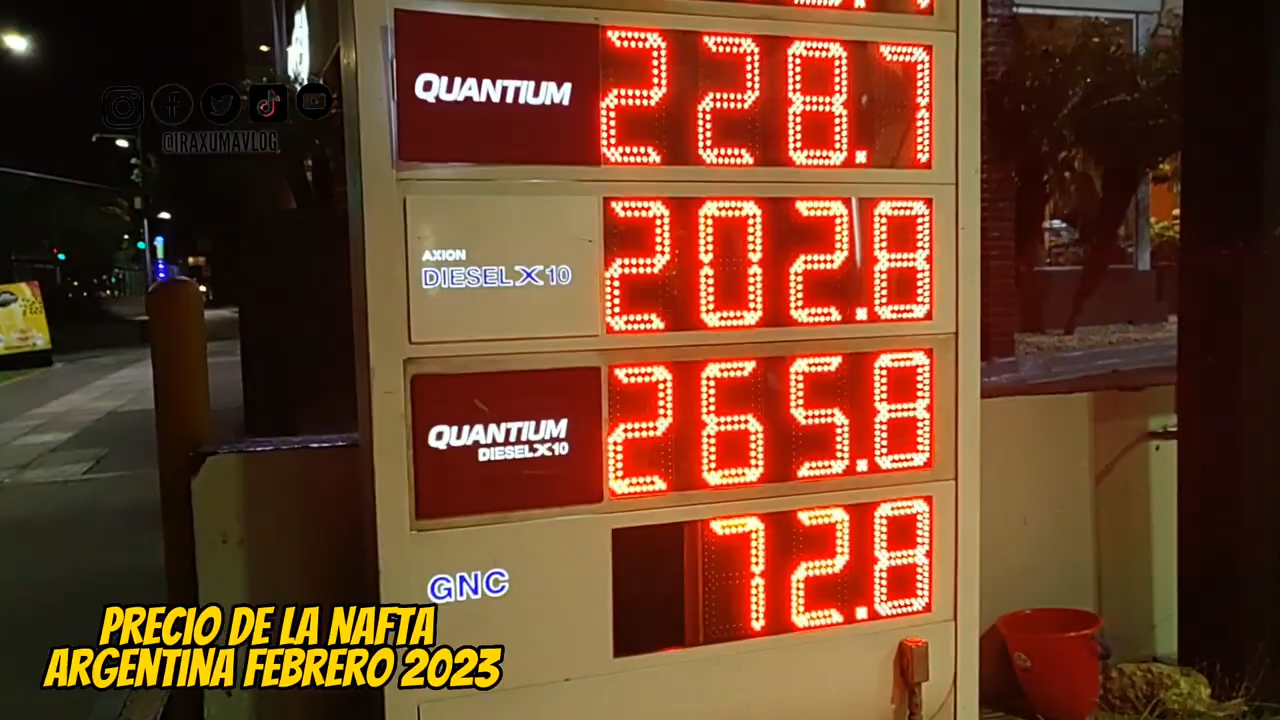 QUANTIUM 228.7
@IRAXUMAVLOG
AXION
DIESEL X10 202.8
QUANTIUM
DIESEL X10 265.8
GNC 72.8
PRECIO DE LA NAFTA
ARGENTINA FEBRERO 2023